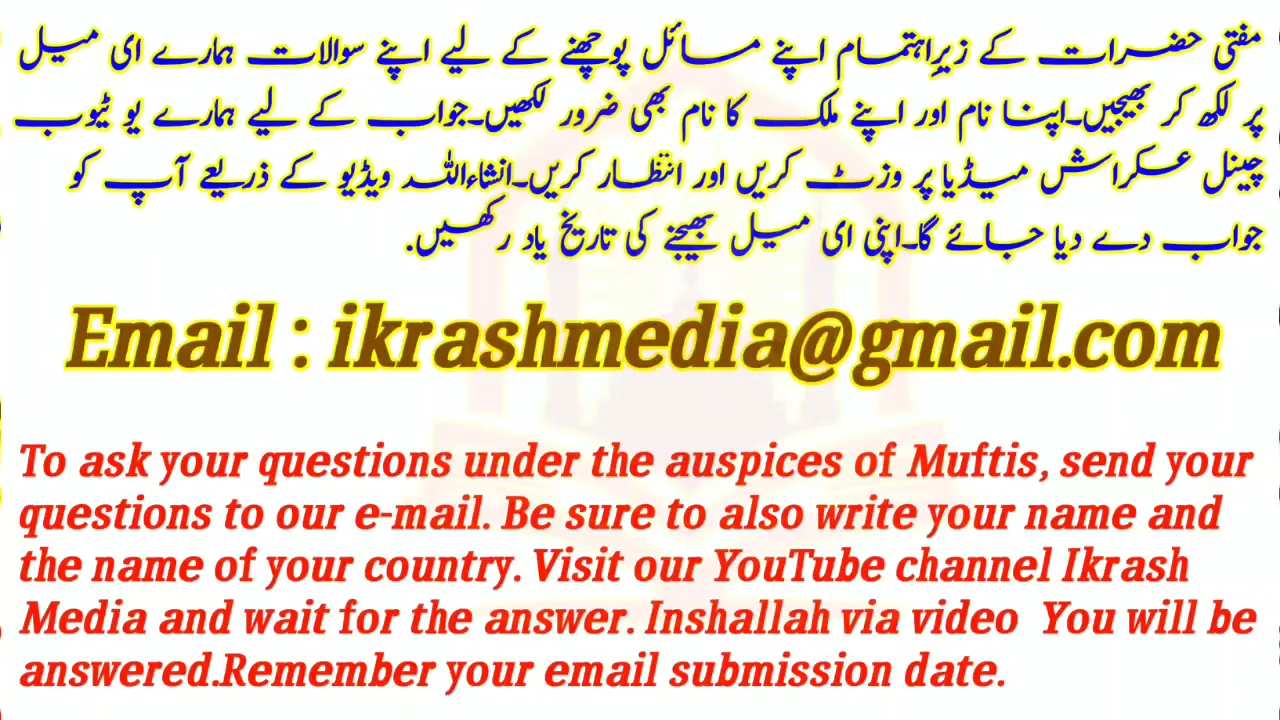 مفتی حضرات کے زیرِاہتمام اپنے مسائل پوچھنے کے لیے اپنے سوالات ہمارے ای میل
پر لکھ کر بھیجیں۔اپنا نام اور اپنے ملک کا نام بھی ضرور لکھیں۔جواب کے لیے ہمارے یو ٹیوب
چینل عکراش میڈیا پر وزٹ کریں اور انتظار کریں۔انشاءاللہ ویڈیو کے ذریعے آپ کو
جواب دے دیا جائے گا۔اپنی ای میل بھیجنے کی تاریخ یاد رکھیں.
Email : ikrashmedia@gmail.com
To ask your questions under the auspices of Muftis, send your
questions to our e-mail. Be sure to also write your name and
the name of your country. Visit our YouTube channel Ikrash
Media and wait for the answer. Inshallah via video You will be
answered.Remember your email submission date.